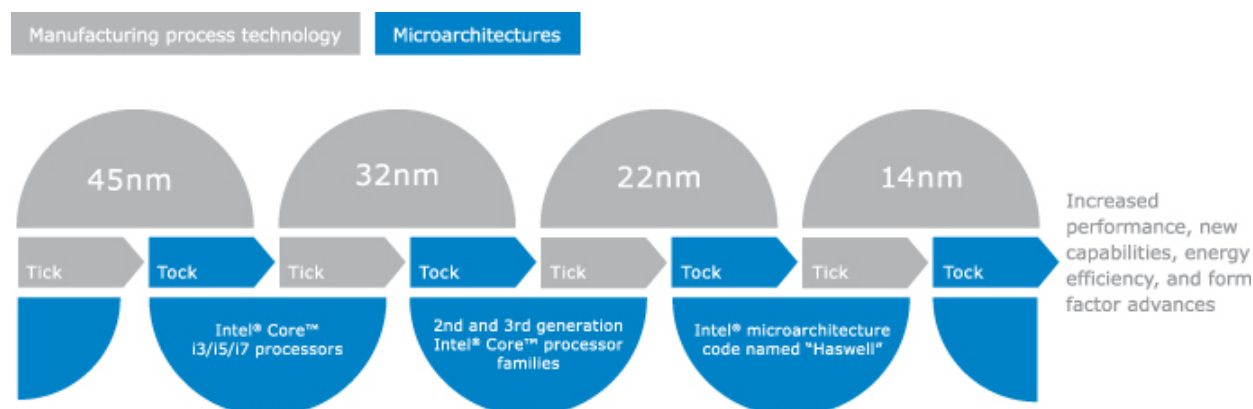 Manufacturing process technology
Microarchitectures
45nm
32nm
22nm
14nm
Tick
Tock
Tick
Tock
Tick
Tock
Tick
Tock
Increased
performance, new
capabilities, energy
efficiency, and form
factor advances
Intel® Core™
i3/i5/i7 processors
2nd and 3rd generation
Intel® Core™ processor
families
Intel® microarchitecture
code named “Haswell”